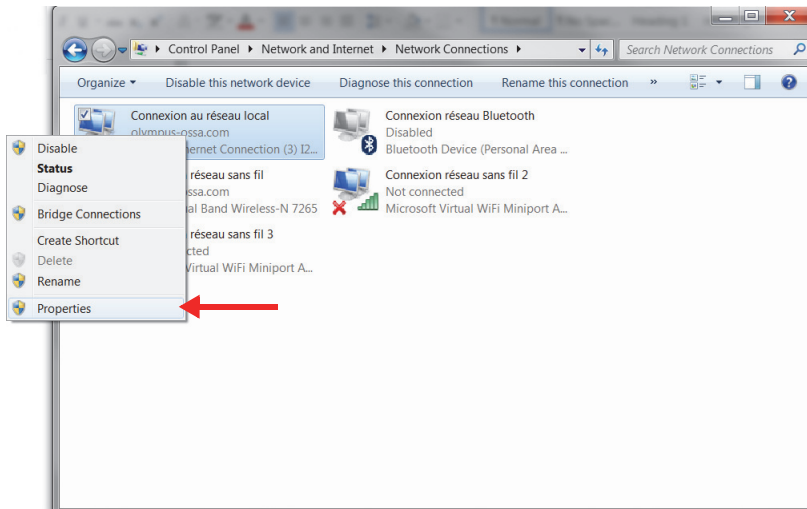 Control Panel ▸ Network and Internet ▸ Network Connections ▸
Search Network Connections
Organize ▾ Disable this network device Diagnose this connection Rename this connection »
Connexion au réseau local
olympus-ossa.com
ernet Connection (3) I2...
Connexion réseau Bluetooth
Disabled
Bluetooth Device (Personal Area ...
réseau sans fil
ossa.com
al Band Wireless-N 7265
Connexion réseau sans fil 2
Not connected
Microsoft Virtual WiFi Miniport A...
réseau sans fil 3
cted
Virtual WiFi Miniport A...
Disable
Status
Diagnose
Bridge Connections
Create Shortcut
Delete
Rename
Properties